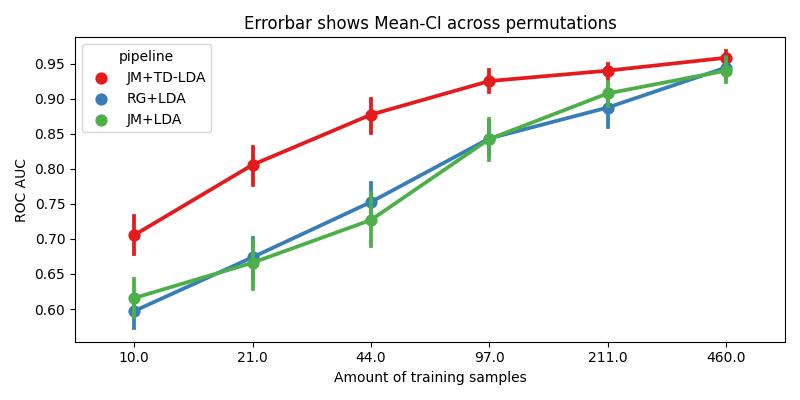 Errorbar shows Mean-CI across permutations
pipeline
JM+TD-LDA
RG+LDA
JM+LDA
ROC AUC
0.95
0.90
0.85
0.80
0.75
0.70
0.65
0.60
10.0 21.0 44.0 97.0 211.0 460.0
Amount of training samples